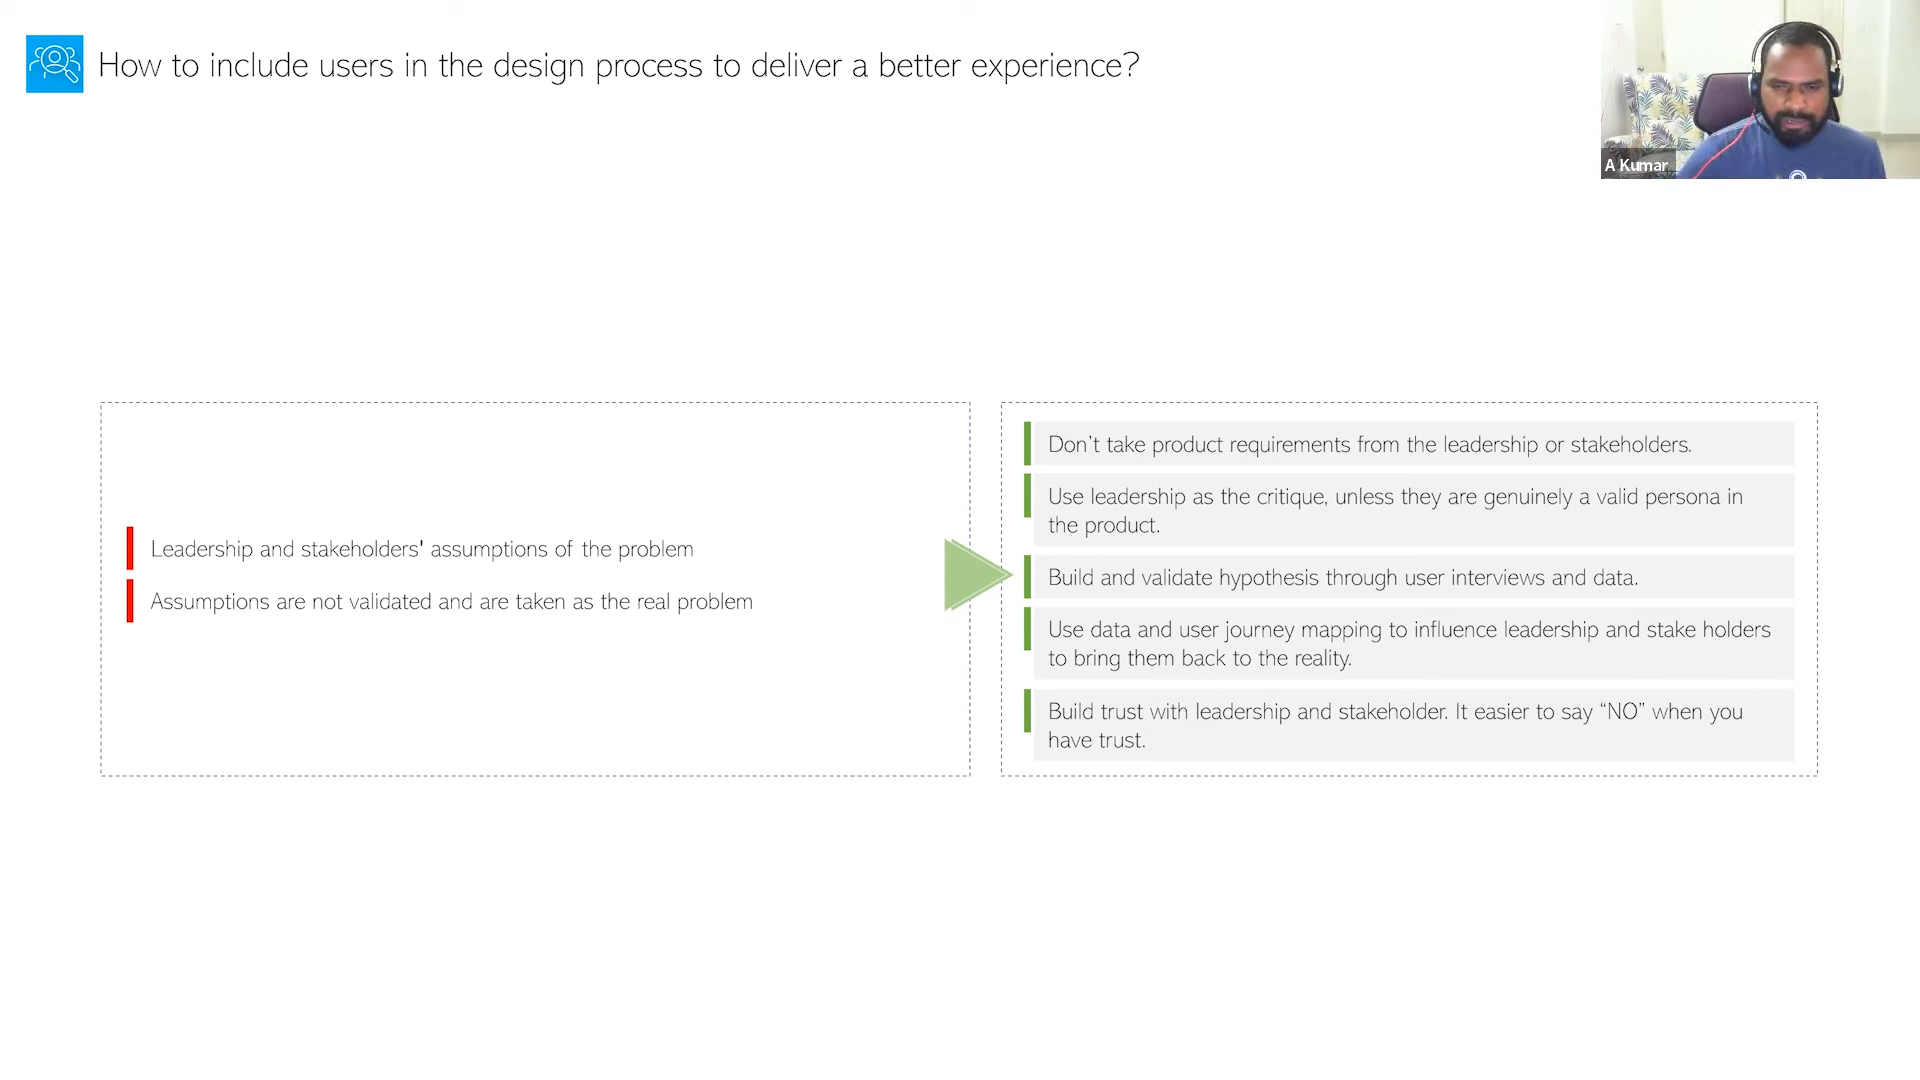 How to include users in the design process to deliver a better experience?
A Kumar
Leadership and stakeholders' assumptions of the problem
Assumptions are not validated and are taken as the real problem
Don't take product requirements from the leadership or stakeholders.
Use leadership as the critique, unless they are genuinely a valid persona in
the product.
Build and validate hypothesis through user interviews and data.
Use data and user journey mapping to influence leadership and stake holders
to bring them back to the reality.
Build trust with leadership and stakeholder. It easier to say “NO” when you
have trust.